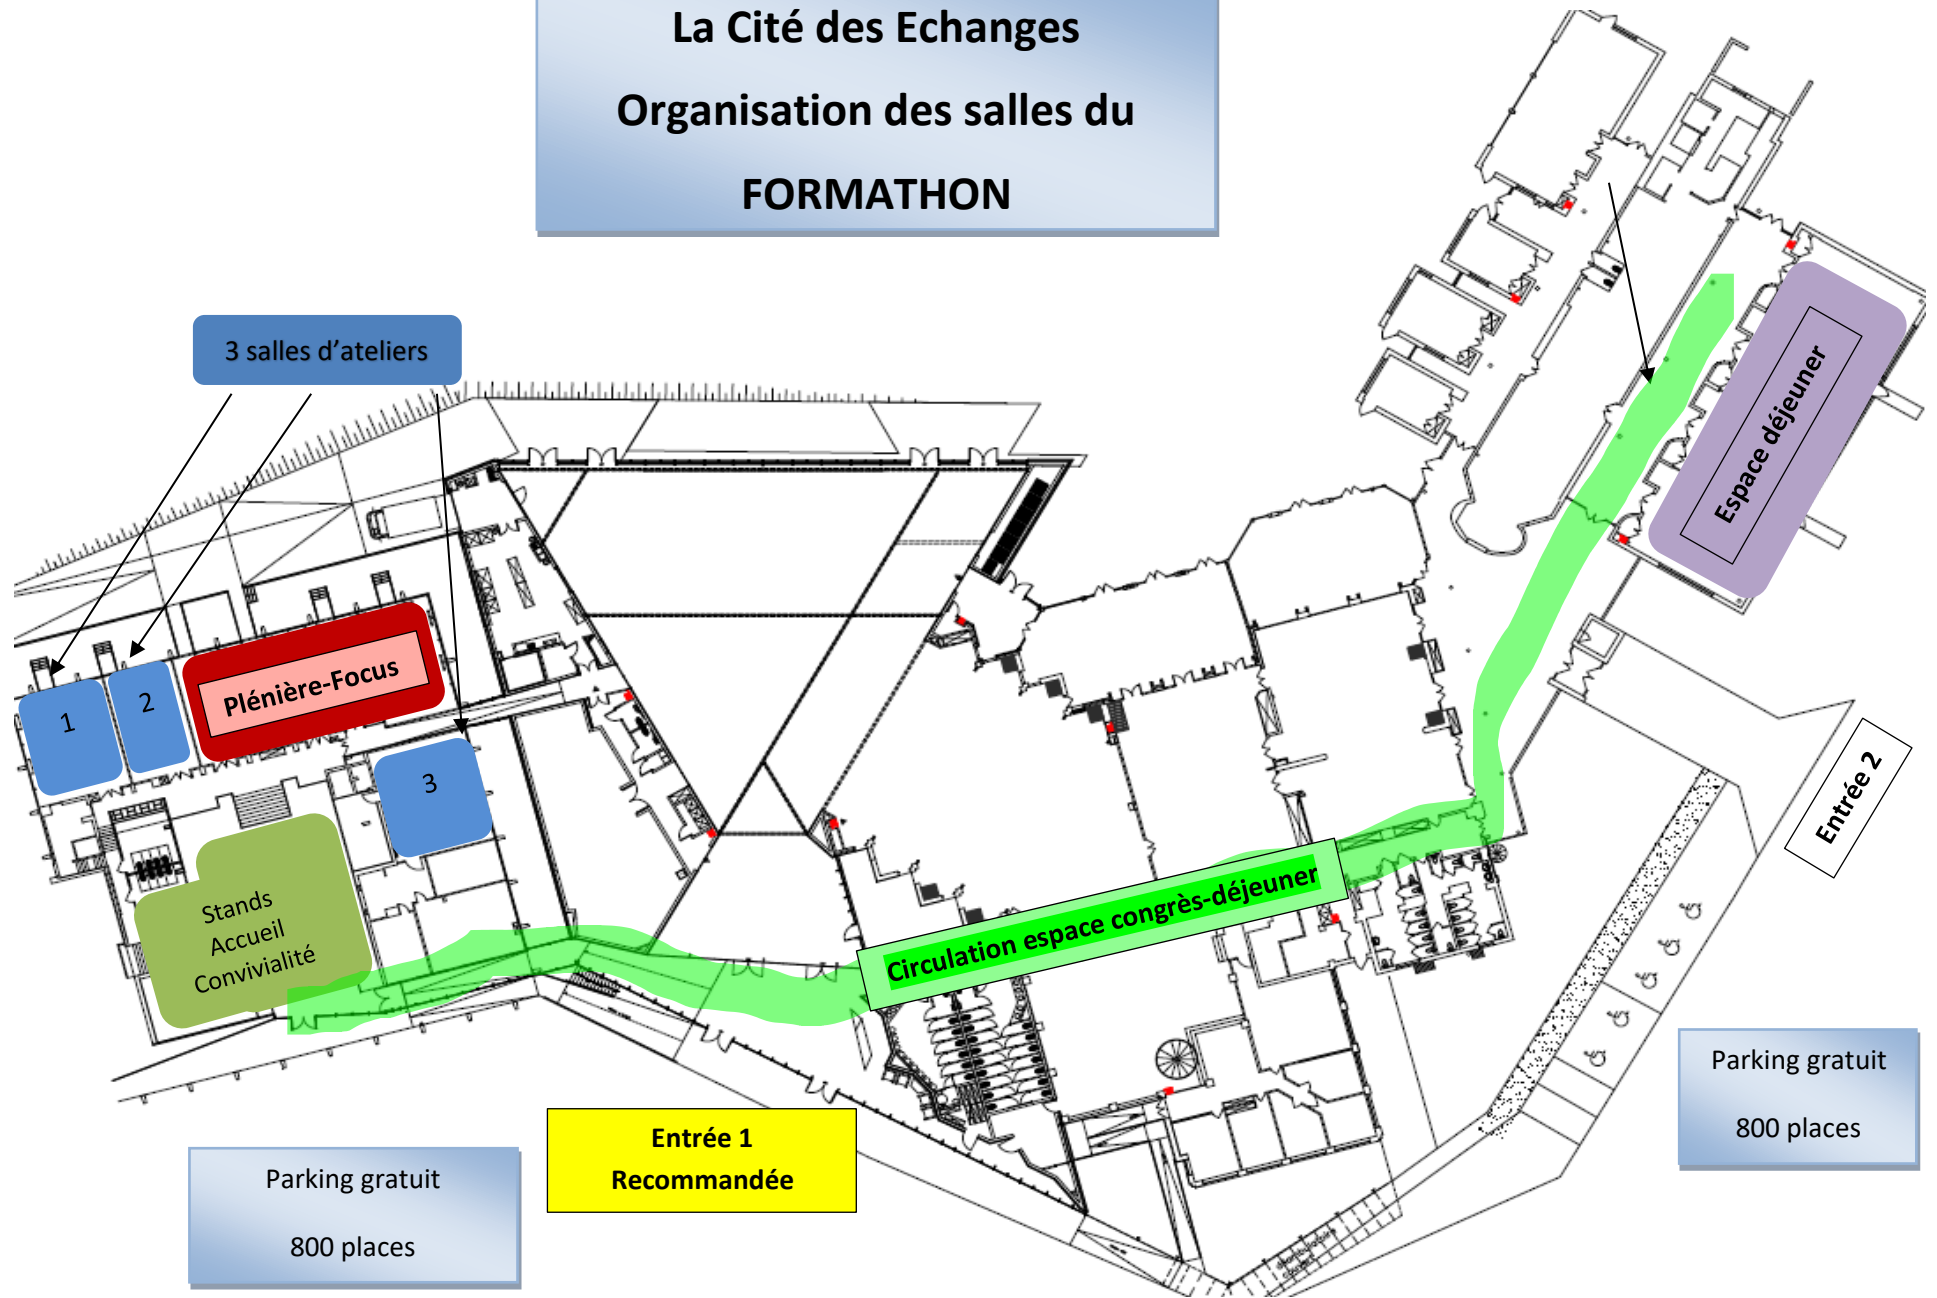 La Cité des Echanges
Organisation des salles du
FORMATHON
3 salles d’ateliers
Espace déjeuner
Plénière-Focus
1
2
3
Stands
Accueil
Convivialité
Circulation espace congrès-déjeuner
Entrée 2
Entrée 1
Recommandée
Parking gratuit
800 places
Parking gratuit
800 places